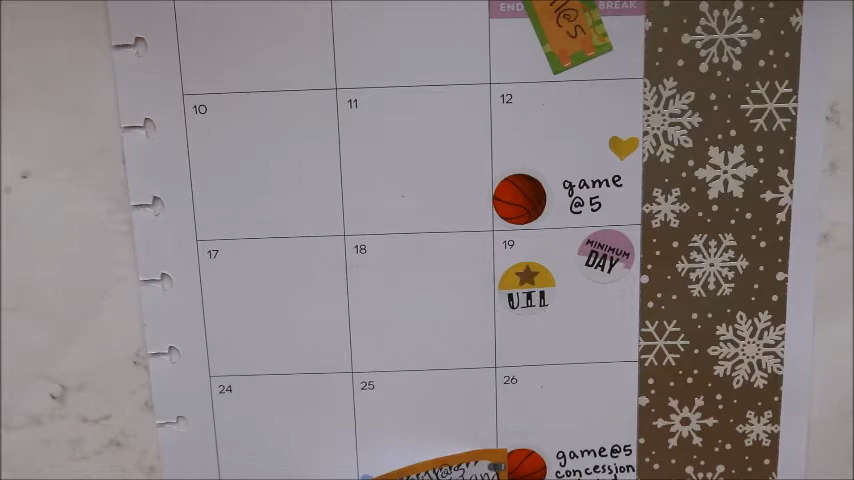 END BREAK
@5
10 11 12
game
@5
17 18 19
MINIMUM
DAY
UIL
24 25 26
game@5
concession